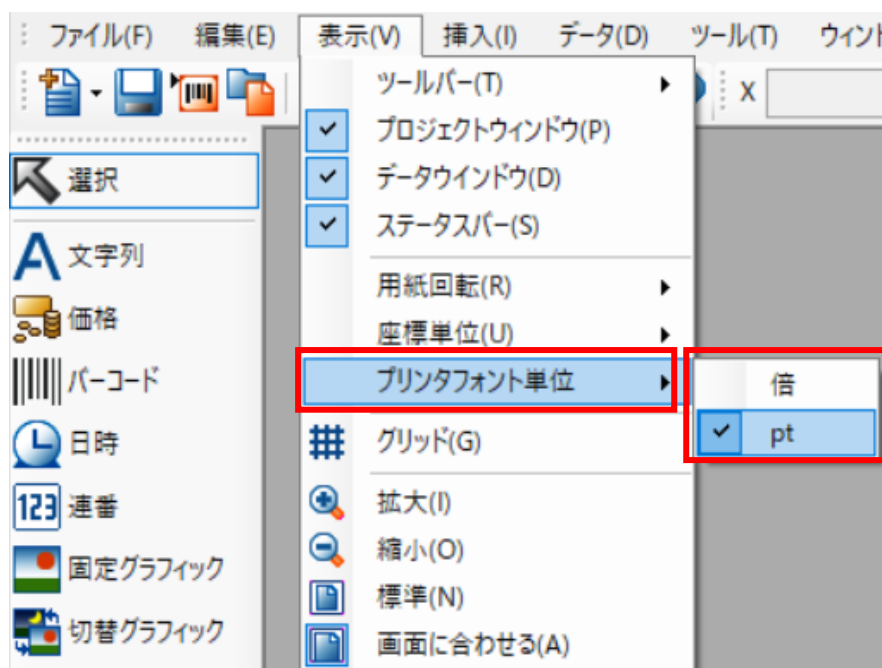 ファイル(F) 編集(E) 表示(V) 挿入(I) データ(D) ツール(T) ウィンド
X
ツールバー(T)
プロジェクトウィンドウ(P)
データウインドウ(D)
ステータスバー(S)
用紙回転(R)
座標単位(U)
プリンタフォント単位
倍
pt
グリッド(G)
拡大(I)
縮小(O)
標準(N)
画面に合わせる(A)
選択
A 文字列
価格
バーコード
日時
123 連番
固定グラフィック
切替グラフィック